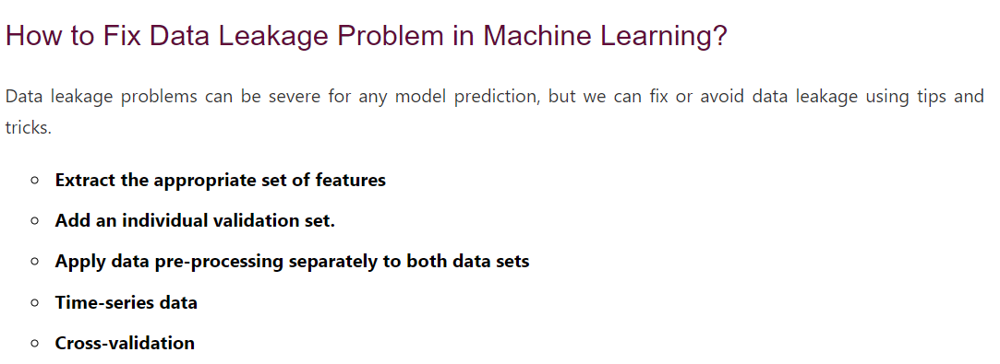 How to Fix Data Leakage Problem in Machine Learning?
Data leakage problems can be severe for any model prediction, but we can fix or avoid data leakage using tips and
tricks.
Extract the appropriate set of features
Add an individual validation set.
Apply data pre-processing separately to both data sets
Time-series data
Cross-validation